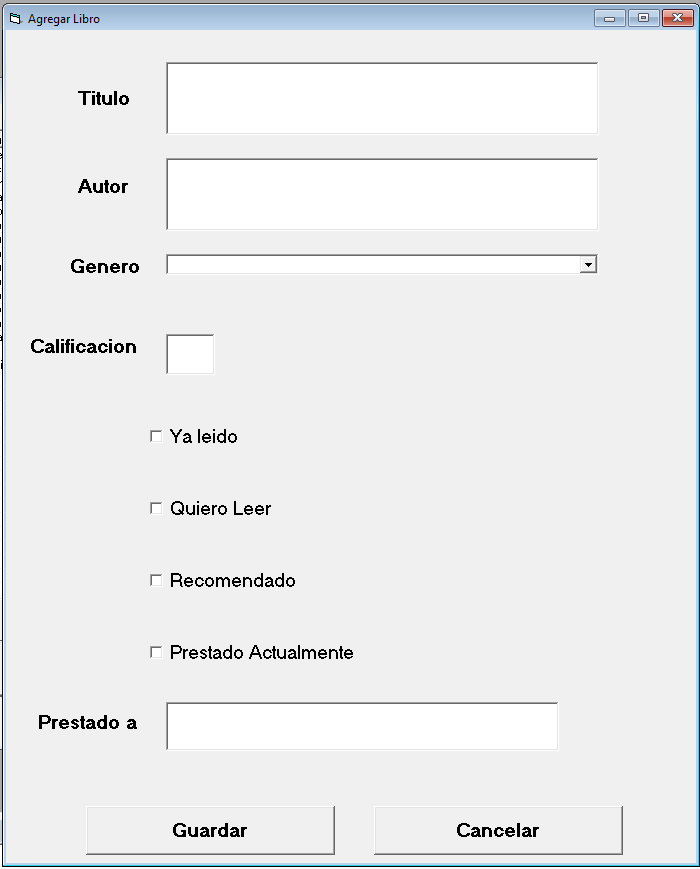 Agregar Libro
Titulo
Autor
Genero
Calificacion
Ya leido
Quiero Leer
Recomendado
Prestado Actualmente
Prestado a
Guardar
Cancelar